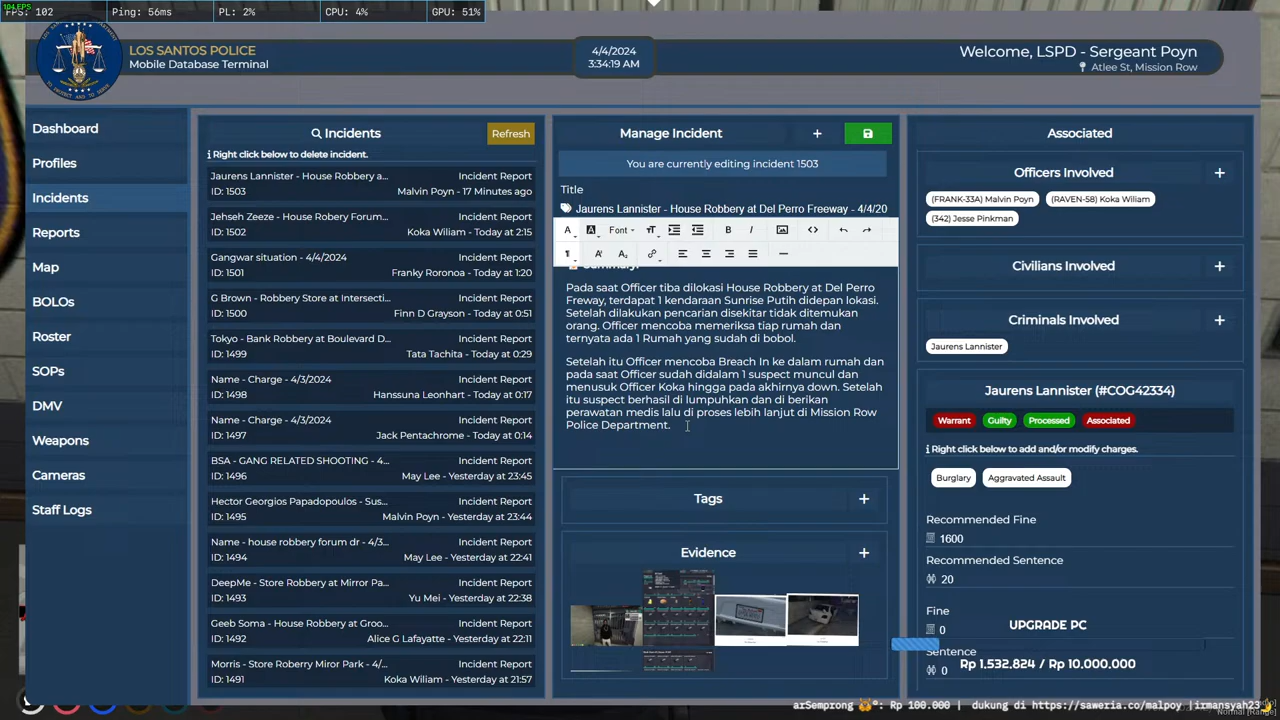 104 FPS
FPS: 102
Ping: 56ms
PL: 2%
CPU: 4%
GPU: 51%
LOS SANTOS POLICE
Mobile Database Terminal
4/4/2024
3:34:19 AM
Welcome, LSPD - Sergeant Poyn
Atlee St, Mission Row
Dashboard
Profiles
Incidents
Reports
Map
BOLOs
Roster
SOPs
DMV
Weapons
Cameras
Staff Logs
Incidents
Refresh
Right click below to delete incident.
Jaurens Lannister - House Robbery a... Incident Report
ID: 1503 Malvin Poyn - 17 Minutes ago
Jehseh Zeeze - House Robery Forum... Incident Report
ID: 1502 Koka Wiliam - Today at 2:15
Gangwar situation - 4/4/2024 Incident Report
ID: 1501 Franky Roronoa - Today at 1:20
G Brown - Robbery Store at Intersecti... Incident Report
ID: 1500 Finn D Grayson - Today at 0:51
Tokyo - Bank Robbery at Boulevard D... Incident Report
ID: 1499 Tata Tachita - Today at 0:29
Name - Charge - 4/3/2024 Incident Report
ID: 1498 Hanssuna Leonhart - Today at 0:17
Name - Charge - 4/3/2024 Incident Report
ID: 1497 Jack Pentachrome - Today at 0:14
BSA - GANG RELATED SHOOTING - 4... Incident Report
ID: 1496 May Lee - Yesterday at 23:45
Hector Georgios Papadopoulos - Sus... Incident Report
ID: 1495 Malvin Poyn - Yesterday at 23:44
Name - house robbery forum dr - 4/3... Incident Report
ID: 1494 May Lee - Yesterday at 22:41
DeepMe - Store Robbery at Mirror Pa... Incident Report
ID: 1493 Yu Mei - Yesterday at 22:38
Geeb Soma - House Robbery at Groo... Incident Report
ID: 1492 Alice G Lafayette - Yesterday at 22:11
Morris - Store Roberry Miror Park - 4/... Incident Report
ID: 1491 Koka Wiliam - Yesterday at 21:57
Manage Incident
You are currently editing incident 1503
Title
Jaurens Lannister - House Robbery at Del Perro Freeway - 4/4/20
Font
Summary:
Pada saat Officer tiba dilokasi House Robbery at Del Perro
Freway, terdapat 1 kendaraan Sunrise Putih didepan lokasi.
Setelah dilakukan pencarian disekitar tidak ditemukan
orang. Officer mencoba memeriksa tiap rumah dan
ternyata ada 1 Rumah yang sudah di bobol.
Setelah itu Officer mencoba Breach In ke dalam rumah dan
pada saat Officer sudah didalam 1 suspect muncul dan
menusuk Officer Koka hingga pada akhirnya down. Setelah
itu suspect berhasil di lumpuhkan dan di berikan
perawatan medis lalu di proses lebih lanjut di Mission Row
Police Department.
Tags
Evidence
Associated
Officers Involved
(FRANK-33A) Malvin Poyn
(RAVEN-58) Koka Wiliam
(342) Jesse Pinkman
Civilians Involved
Criminals Involved
Jaurens Lannister
Jaurens Lannister (#COG42334)
Warrant Guilty Processed Associated
Right click below to add and/or modify charges.
Burglary Aggravated Assault
Recommended Fine
1600
Recommended Sentence
20
Fine
0
Sentence
0
UPGRADE PC
Rp 1.532.824 / Rp 10.000.000
arSemprong °: Rp 100.000 | dukung di https://saweria.co/malpoy | irmansyah23
Normal [Range]